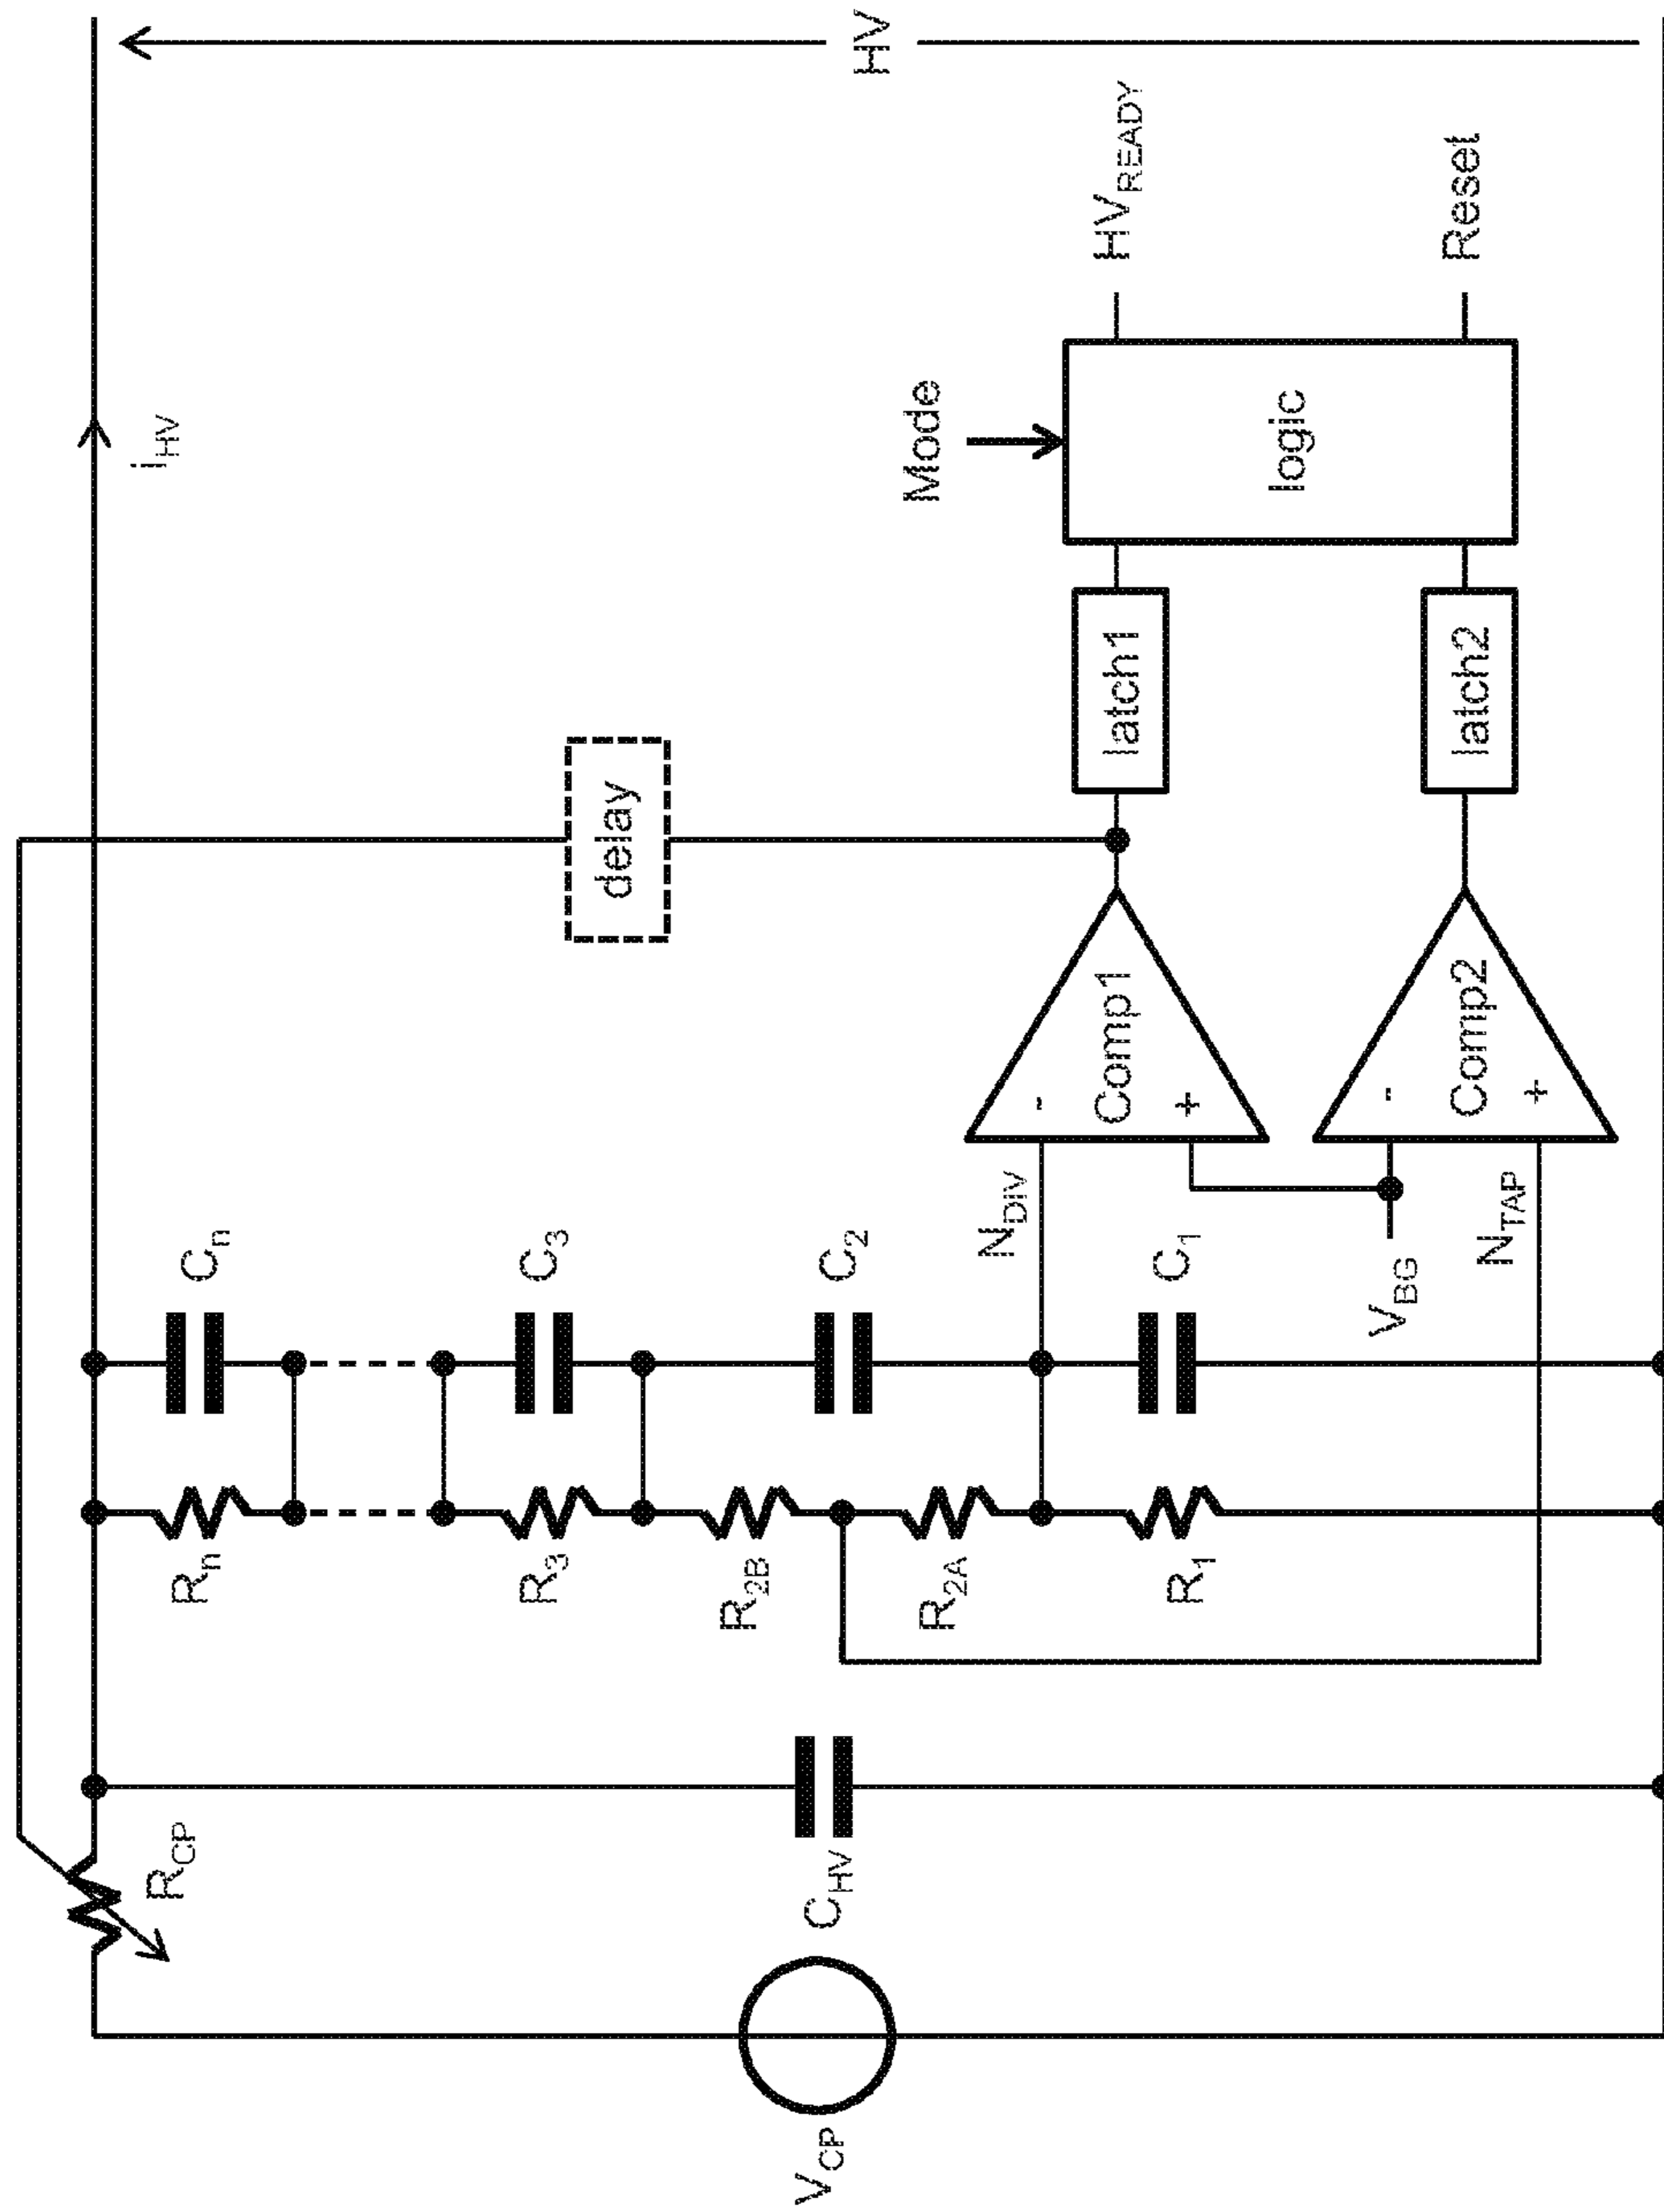 V_CP
R_CP
C_HV
R_n
R_3
R_2B
R_2A
R_1
C_n
C_3
C_2
C_1
N_DIV
V_BG
N_TAP
-
Comp1
+
-
Comp2
+
delay
latch1
latch2
i_HV
Mode
logic
HV_READY
Reset
HV